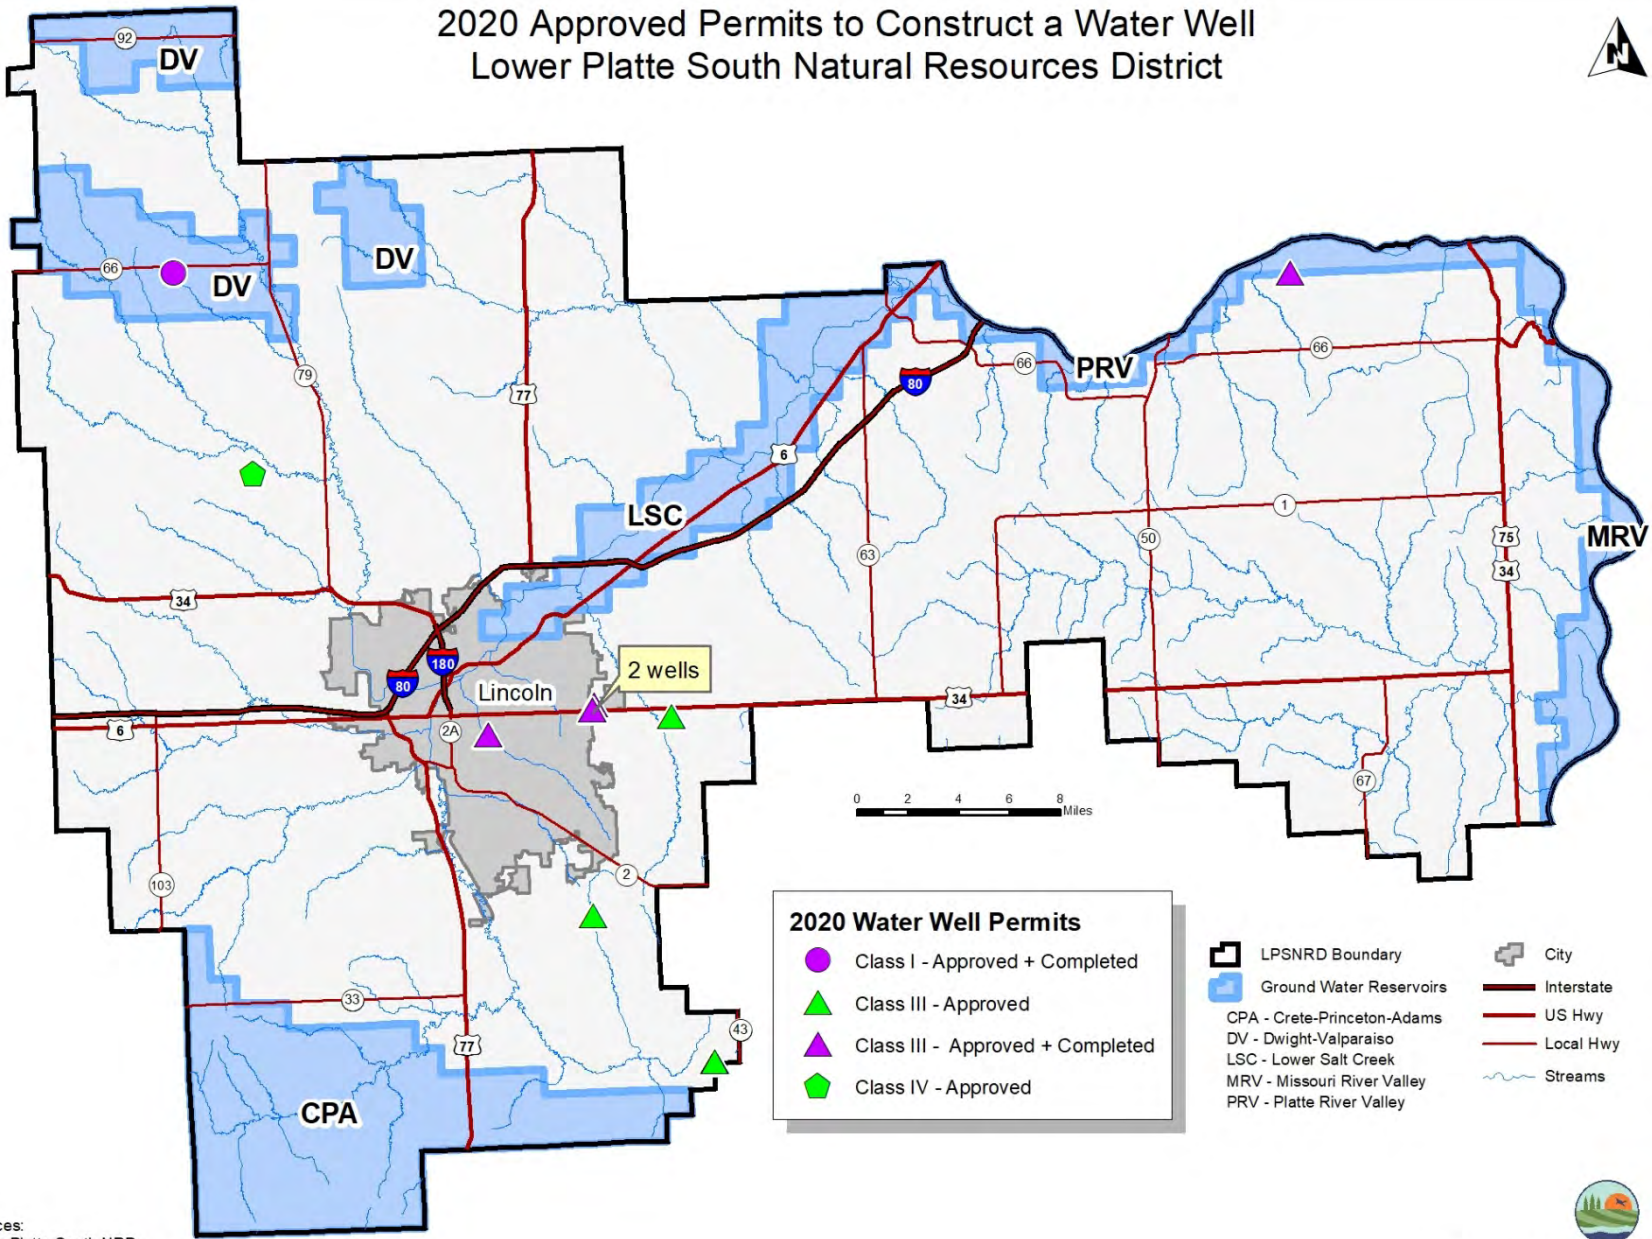 2020 Approved Permits to Construct a Water Well
Lower Platte South Natural Resources District
N
92
DV
DV
66
DV
79
77
66
PRV
66
80
6
LSC
1
63
50
75
34
MRV
34
180
80
Lincoln
2 wells
34
6
2A
67
0 2 4 6 8
Miles
103
2
33
77
43
CPA
2020 Water Well Permits
Class I - Approved + Completed
Class III - Approved
Class III - Approved + Completed
Class IV - Approved
LPSNRD Boundary
Ground Water Reservoirs
CPA - Crete-Princeton-Adams
DV - Dwight-Valparaiso
LSC - Lower Salt Creek
MRV - Missouri River Valley
PRV - Platte River Valley
City
Interstate
US Hwy
Local Hwy
Streams
ces: